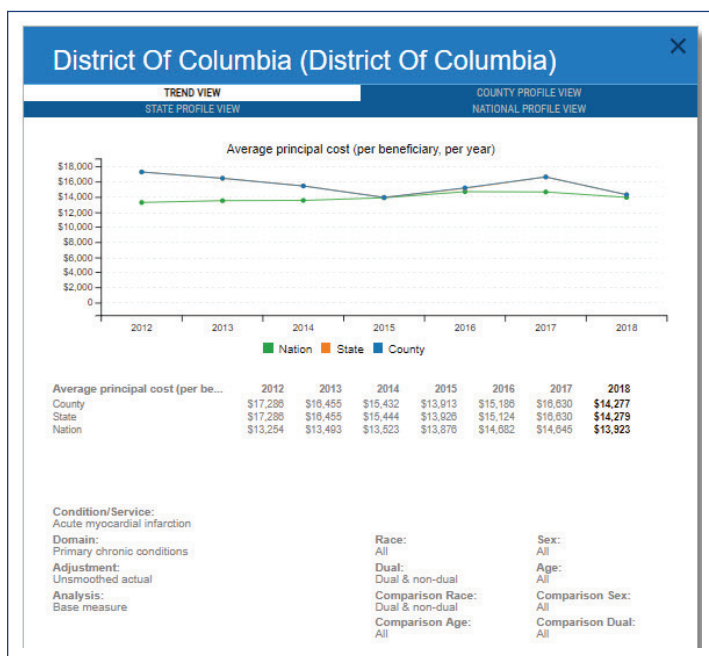 District Of Columbia (District Of Columbia)
TREND VIEW
COUNTY PROFILE VIEW
STATE PROFILE VIEW
NATIONAL PROFILE VIEW
Average principal cost (per beneficiary, per year)
$18,000
$16,000
$14,000
$12,000
$10,000
$8,000
$6,000
$4,000
$2,000
0
2012 2013 2014 2015 2016 2017 2018
Nation State County
Average principal cost (per be... 2012 2013 2014 2015 2016 2017 2018
County $17,286 $16,455 $15,432 $13,913 $15,186 $16,630 $14,277
State $17,286 $16,455 $15,444 $13,926 $15,124 $16,630 $14,279
Nation $13,254 $13,493 $13,523 $13,876 $14,682 $14,645 $13,923
Condition/Service:
Acute myocardial infarction
Domain: Race: Sex:
Primary chronic conditions All All
Adjustment: Dual: Age:
Unsmoothed actual Dual & non-dual All
Analysis: Comparison Race: Comparison Sex:
Base measure Dual & non-dual All
Comparison Age: Comparison Dual:
All All